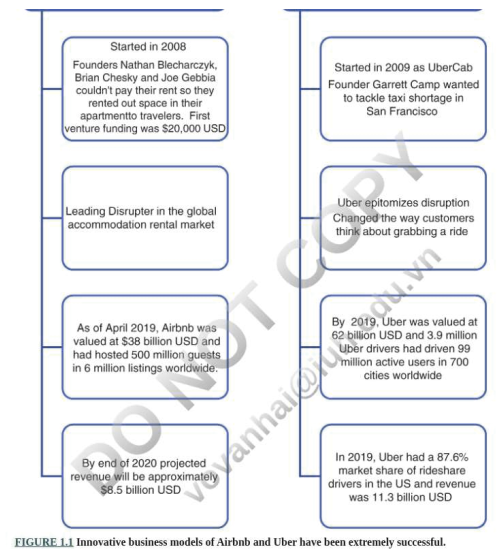 Started in 2008
Founders Nathan Blecharczyk,
Brian Chesky and Joe Gebbia
couldn't pay their rent so they
rented out space in their
apartmentto travelers. First
venture funding was $20,000 USD
Leading Disrupter in the global
accommodation rental market
As of April 2019, Airbnb was
valued at $38 billion USD and
had hosted 500 million guests
in 6 million listings worldwide.
By end of 2020 projected
revenue will be approximately
$8.5 billion USD
Started in 2009 as UberCab
Founder Garrett Camp wanted
to tackle taxi shortage in
San Francisco
Uber epitomizes disruption
Changed the way customers
think about grabbing a ride
By 2019, Uber was valued at
62 billion USD and 3.9 million
Uber drivers had driven 99
million active users in 700
cities worldwide
In 2019, Uber had a 87.6%
market share of rideshare
drivers in the US and revenue
was 11.3 billion USD
DO NOT COPY
FIGURE 1.1 Innovative business models of Airbnb and Uber have been extremely successful.